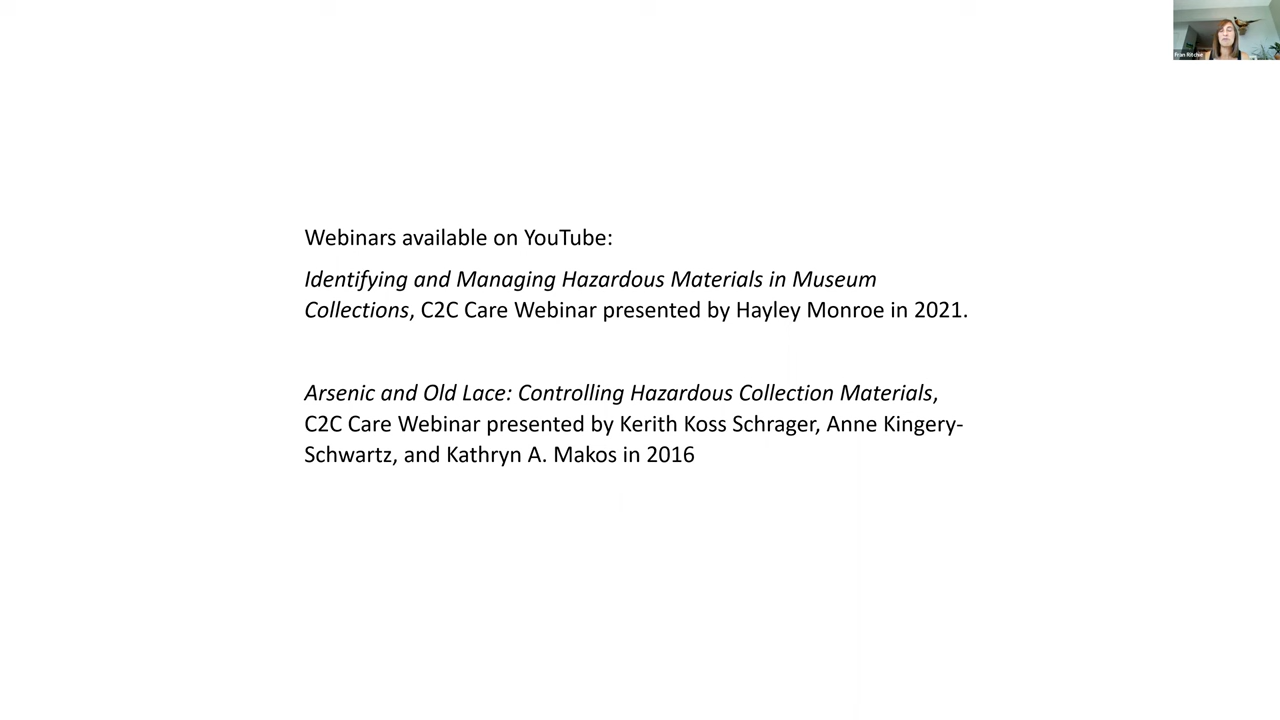 Fran Ritchie
Webinars available on YouTube:
Identifying and Managing Hazardous Materials in Museum
Collections, C2C Care Webinar presented by Hayley Monroe in 2021.
Arsenic and Old Lace: Controlling Hazardous Collection Materials,
C2C Care Webinar presented by Kerith Koss Schrager, Anne Kingery-
Schwartz, and Kathryn A. Makos in 2016